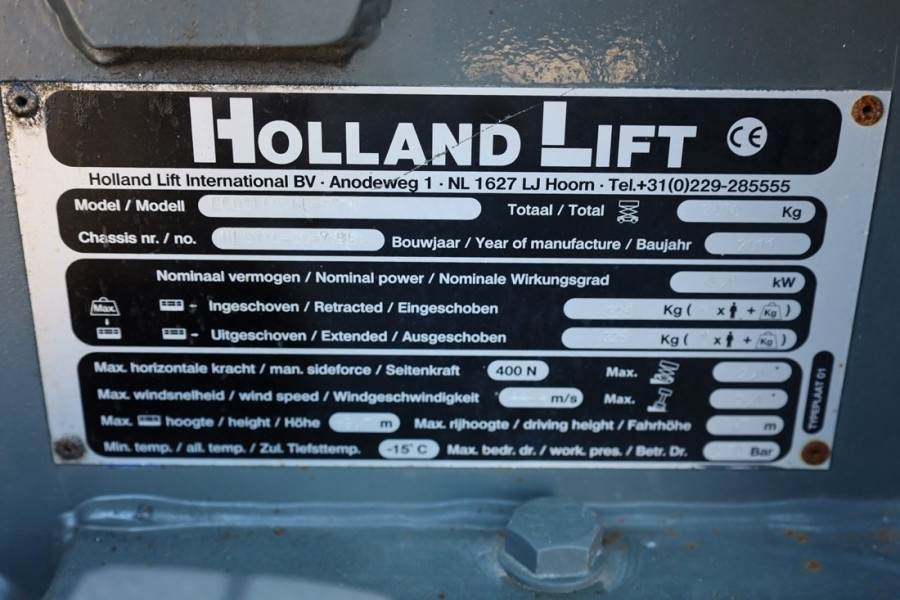 HOLLAND LIFT CE
Holland Lift International BV · Anodeweg 1 · NL 1627 LJ Hoorn · Tel.+31(0)229-285555
Model / Modell Totaal / Total Kg
Chassis nr. / no. Bouwjaar / Year of manufacture / Baujahr
Nominaal vermogen / Nominal power / Nominale Wirkungsgrad kW
Max. Ingeschoven / Retracted / Eingeschoben Kg ( x + Kg )
Uitgeschoven / Extended / Ausgeschoben Kg ( x + Kg )
Max. horizontale kracht / man. sideforce / Seitenkraft 400 N Max. °
Max. windsnelheid / wind speed / Windgeschwindigkeit m/s Max. °
Max. hoogte / height / Höhe m Max. rijhoogte / driving height / Fahrhöhe m
Min. temp. / all. temp. / Zul. Tiefsttemp. -15°C Max. bedr. dr. / work. pres. / Betr. Dr. Bar
TYPEPLAAT 01